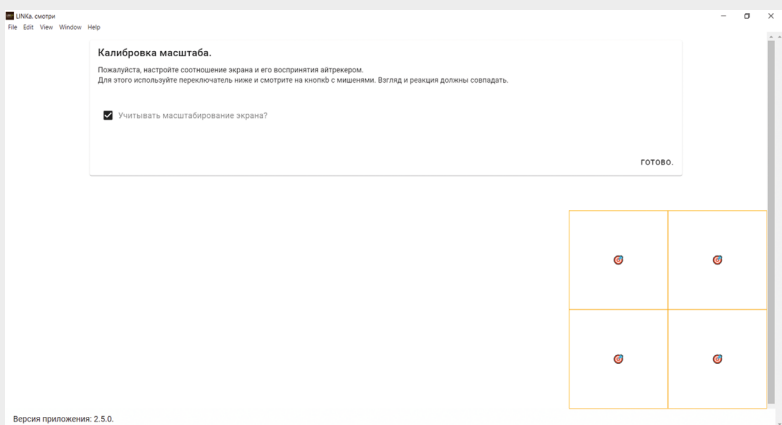 LINKa. смотри
File Edit View Window Help
Калибровка масштаба.
Пожалуйста, настройте соотношение экрана и его восприятия айтрекером.
Для этого используйте переключатель ниже и смотрите на кнопкb с мишенями. Взгляд и реакция должны совпадать.
Учитывать масштабирование экрана?
ГОТОВО.
Версия приложения: 2.5.0.